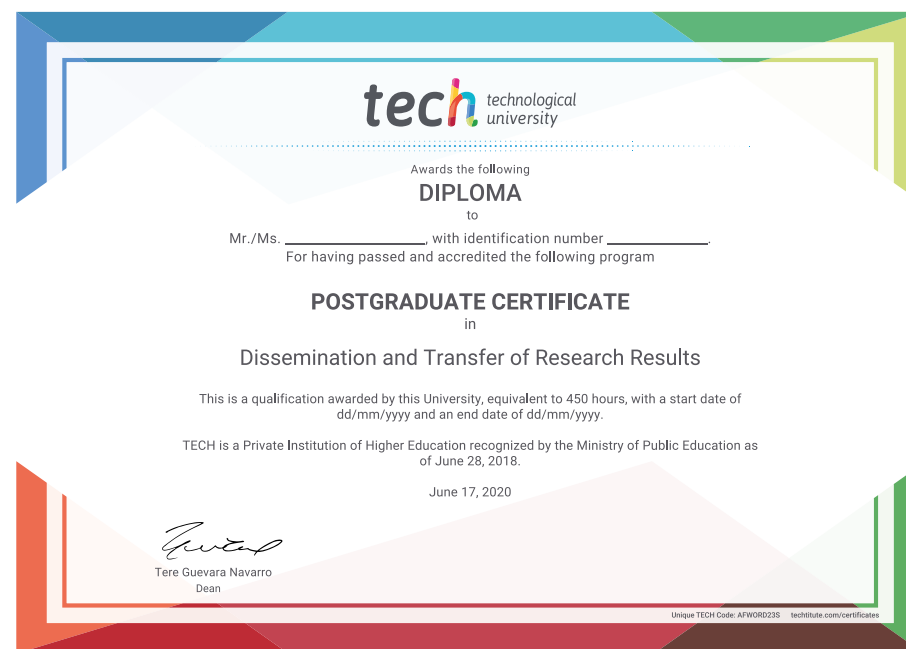 tech technological
university
Awards the following
DIPLOMA
to
Mr./Ms. ____________________, with identification number ______________.
For having passed and accredited the following program
POSTGRADUATE CERTIFICATE
in
Dissemination and Transfer of Research Results
This is a qualification awarded by this University, equivalent to 450 hours, with a start date of
dd/mm/yyyy and an end date of dd/mm/yyyy.
TECH is a Private Institution of Higher Education recognized by the Ministry of Public Education as
of June 28, 2018.
June 17, 2020
Tere Guevara Navarro
Dean
Unique TECH Code: AFWORD23S techtitute.com/certificates